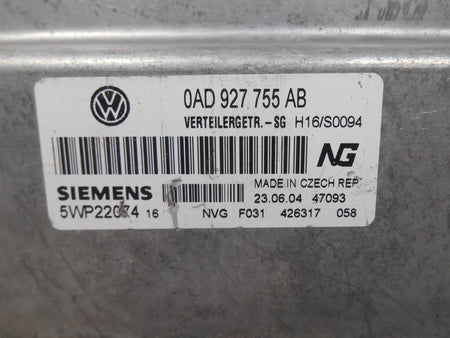 0AD 927 755 AB
VERTEILERGETR.-SG H16/S0094
NG
SIEMENS MADE IN CZECH REP.
5WP22074 16 23.06.04 47093
NVG F031 426317 058